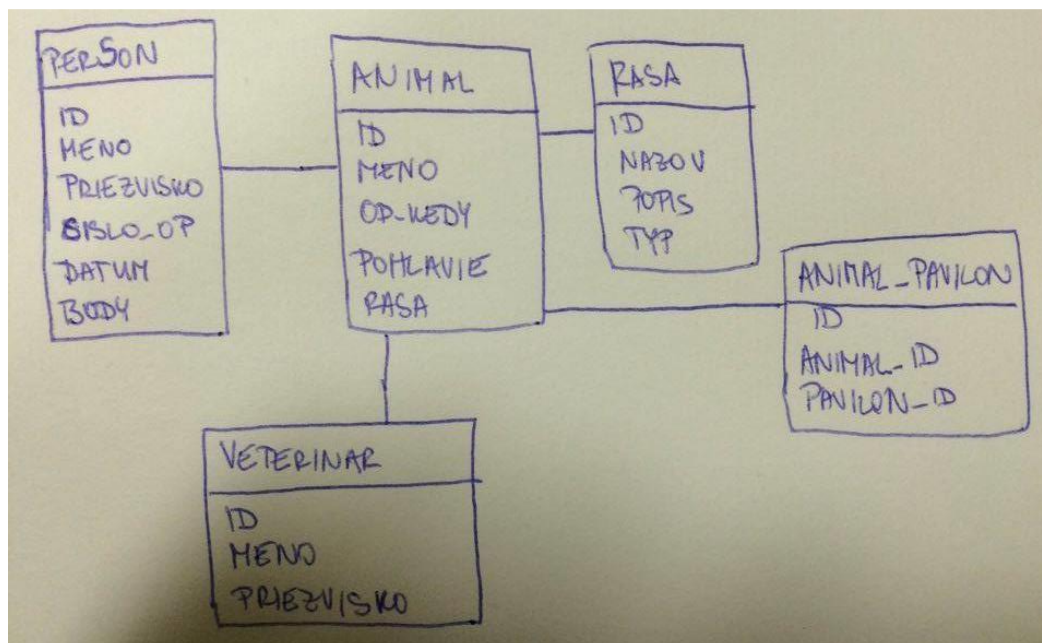 PERSON
ID
MENO
PRIEZVISKO
CISLO_OP
DATUM
BODY
ANIMAL
ID
MENO
OD_KEDY
POHLAVIE
RASA
RASA
ID
NAZOV
POPIS
TYP
ANIMAL_PAVILON
ID
ANIMAL_ID
PAVILON_ID
VETERINAR
ID
MENO
PRIEZVISKO